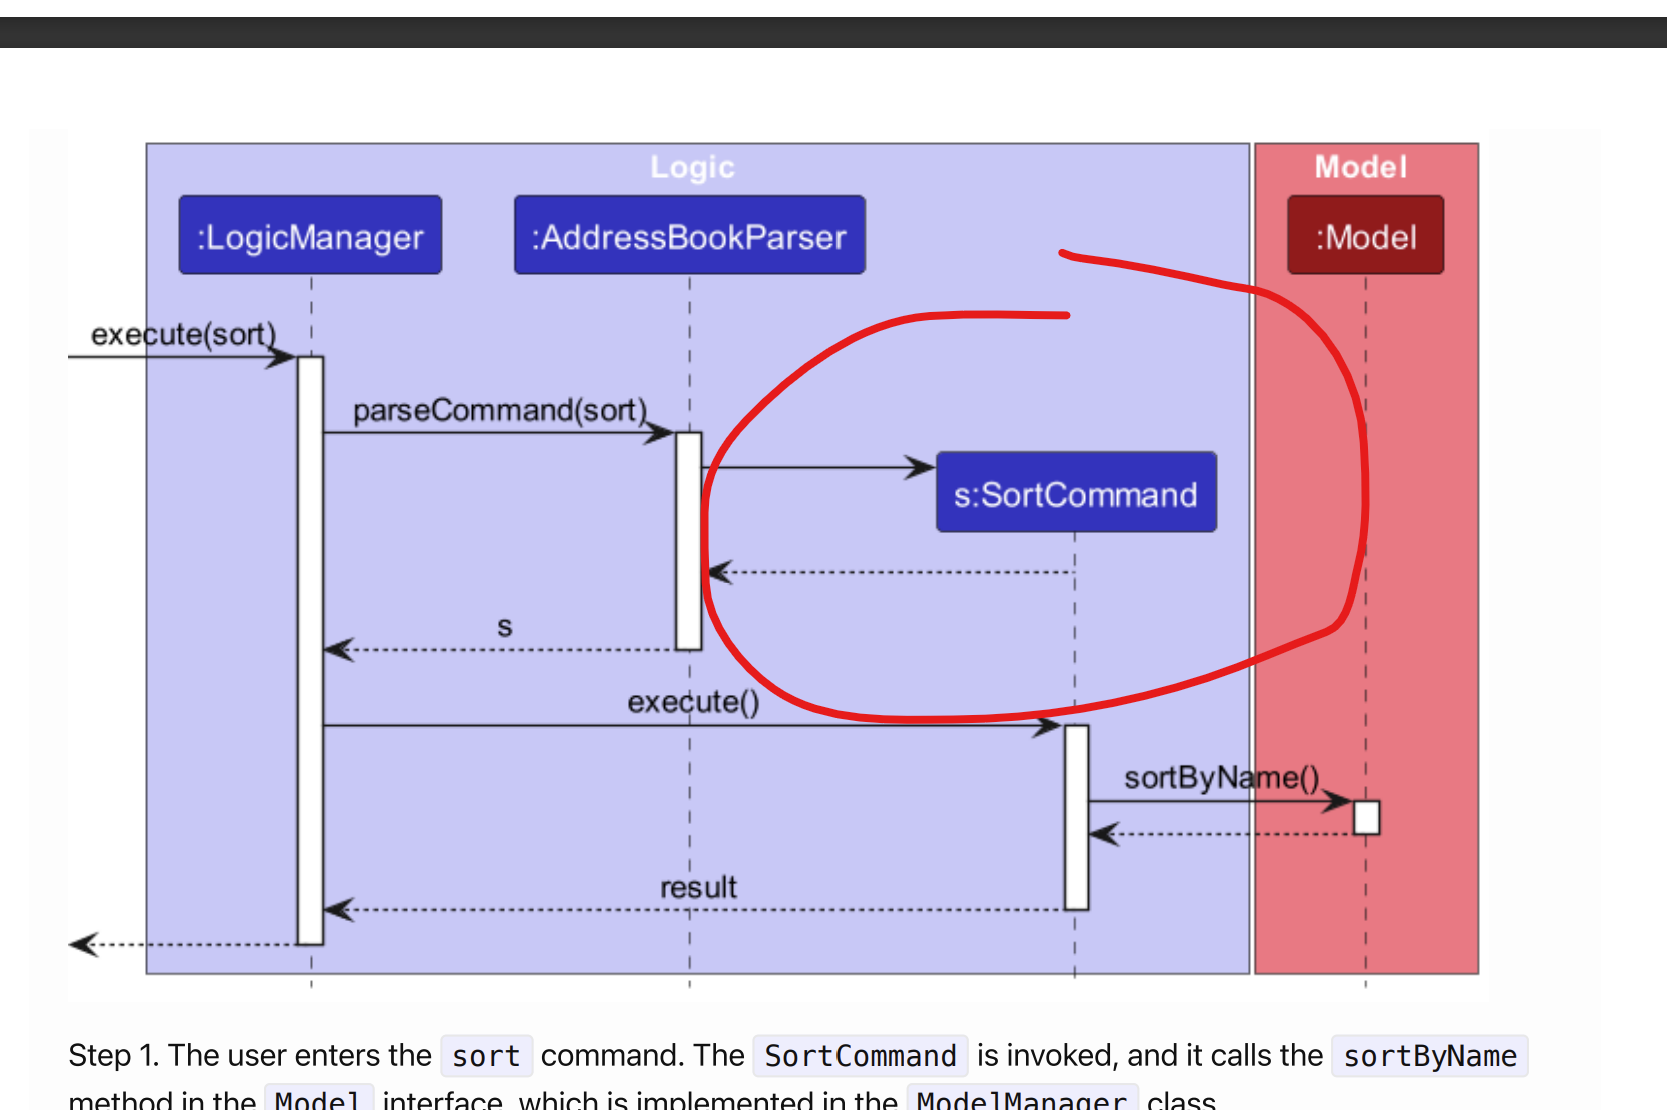 Logic
Model
:LogicManager
:AddressBookParser
:Model
execute(sort)
parseCommand(sort)
s:SortCommand
s
execute()
sortByName()
result
Step 1. The user enters the sort command. The SortCommand is invoked, and it calls the sortByName
method in the Model interface, which is implemented in the ModelManager class